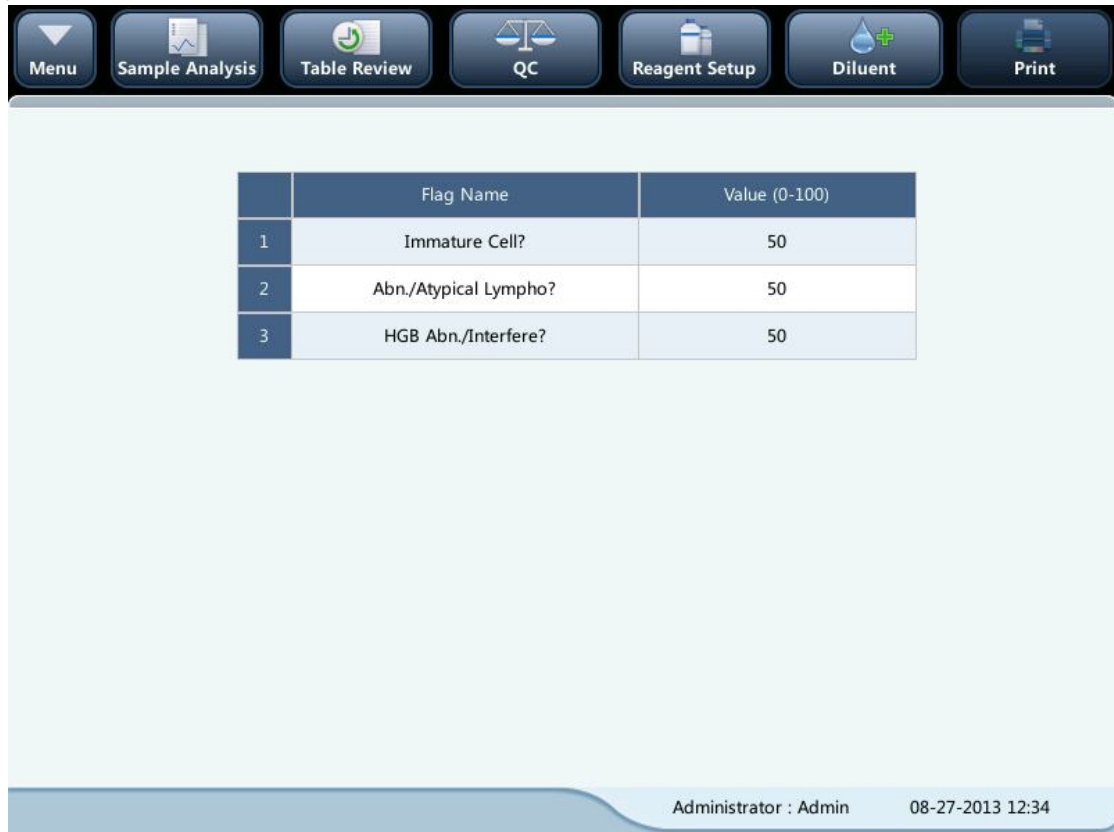 Menu Sample Analysis Table Review QC Reagent Setup Diluent Print
Flag Name Value (0-100)
1 Immature Cell? 50
2 Abn./Atypical Lympho? 50
3 HGB Abn./Interfere? 50
Administrator : Admin 08-27-2013 12:34